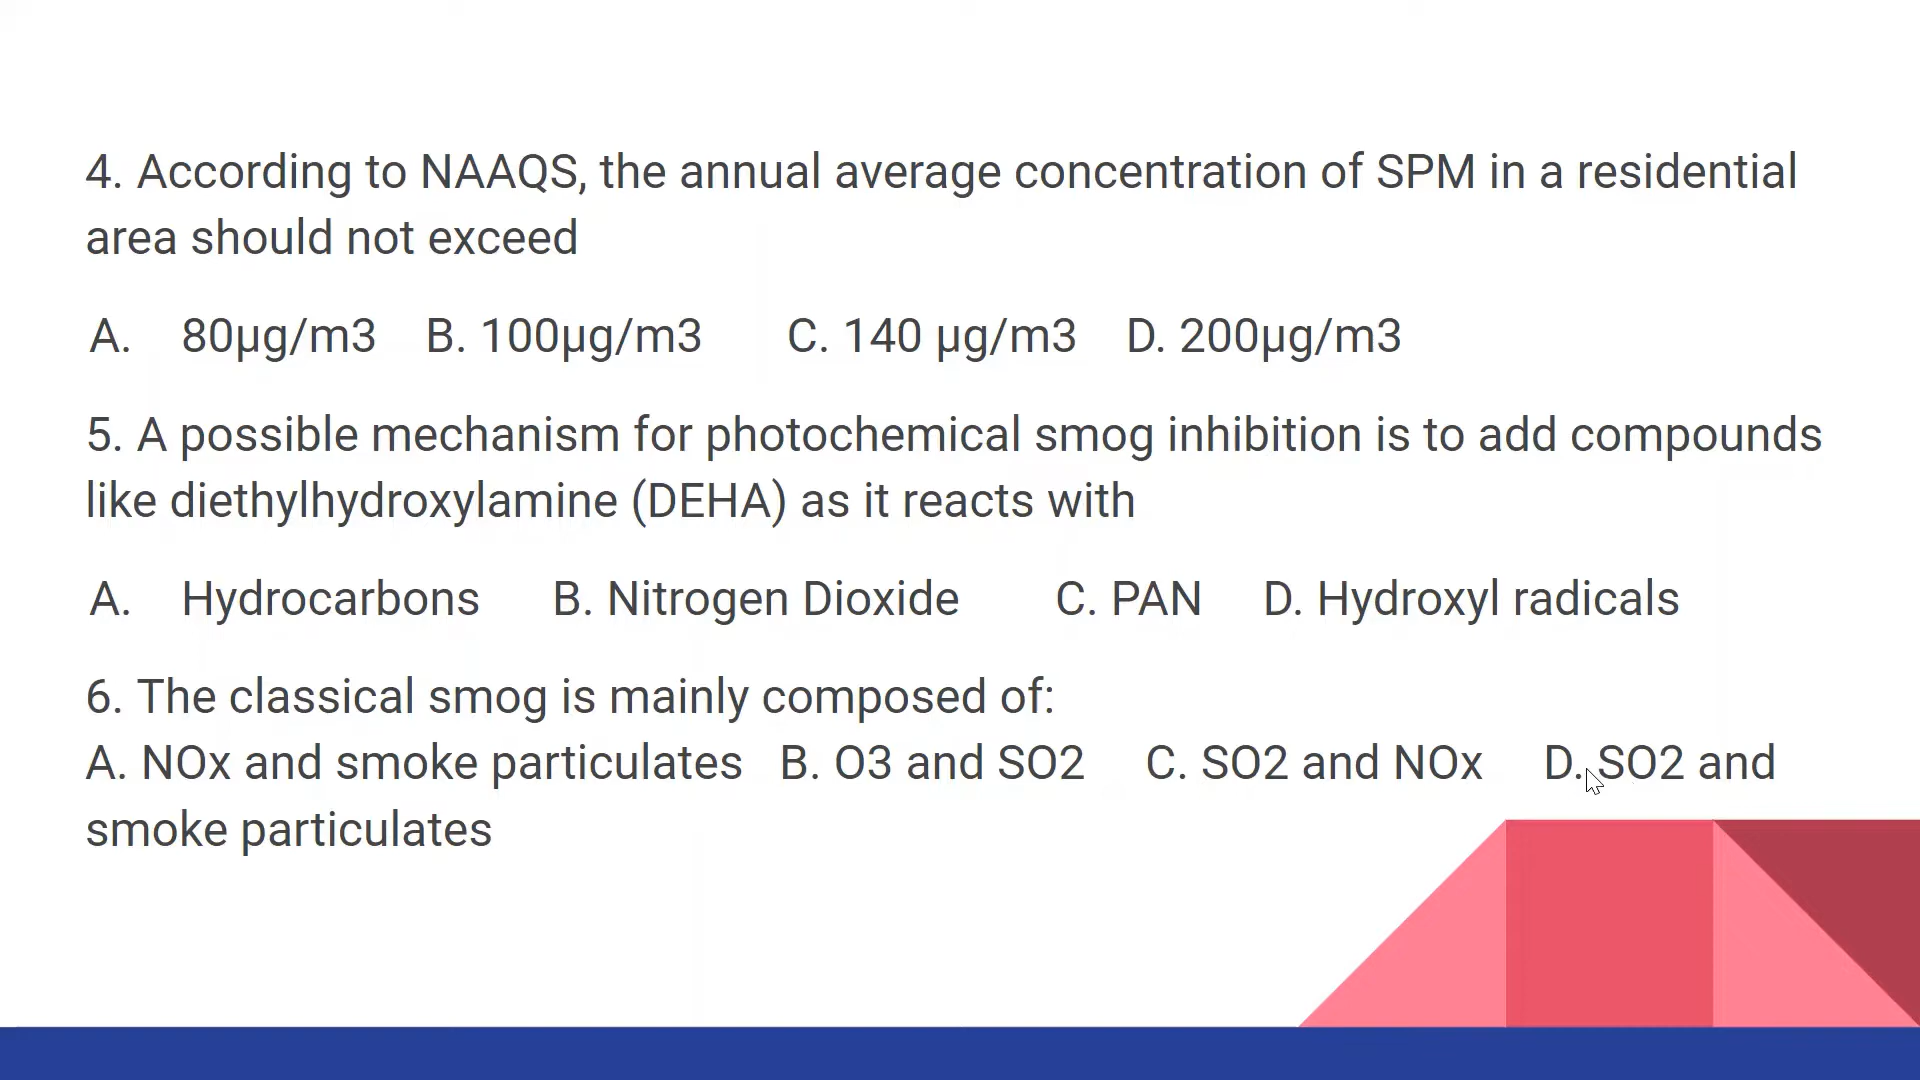 4. According to NAAQS, the annual average concentration of SPM in a residential
area should not exceed
A. 80µg/m3 B. 100µg/m3 C. 140 µg/m3 D. 200µg/m3
5. A possible mechanism for photochemical smog inhibition is to add compounds
like diethylhydroxylamine (DEHA) as it reacts with
A. Hydrocarbons B. Nitrogen Dioxide C. PAN D. Hydroxyl radicals
6. The classical smog is mainly composed of:
A. NOx and smoke particulates B. O3 and SO2 C. SO2 and NOx D. SO2 and
smoke particulates